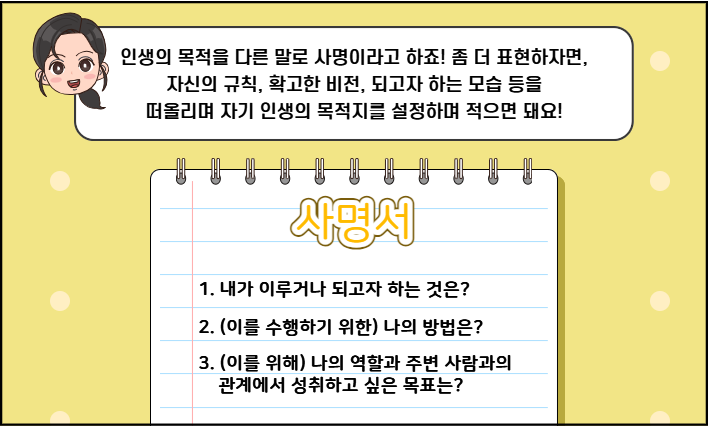 인생의 목적을 다른 말로 사명이라고 하죠! 좀 더 표현하자면,
자신의 규칙, 확고한 비전, 되고자 하는 모습 등을
떠올리며 자기 인생의 목적지를 설정하며 적으면 돼요!
사명서
1. 내가 이루거나 되고자 하는 것은?
2. (이를 수행하기 위한) 나의 방법은?
3. (이를 위해) 나의 역할과 주변 사람과의
관계에서 성취하고 싶은 목표는?